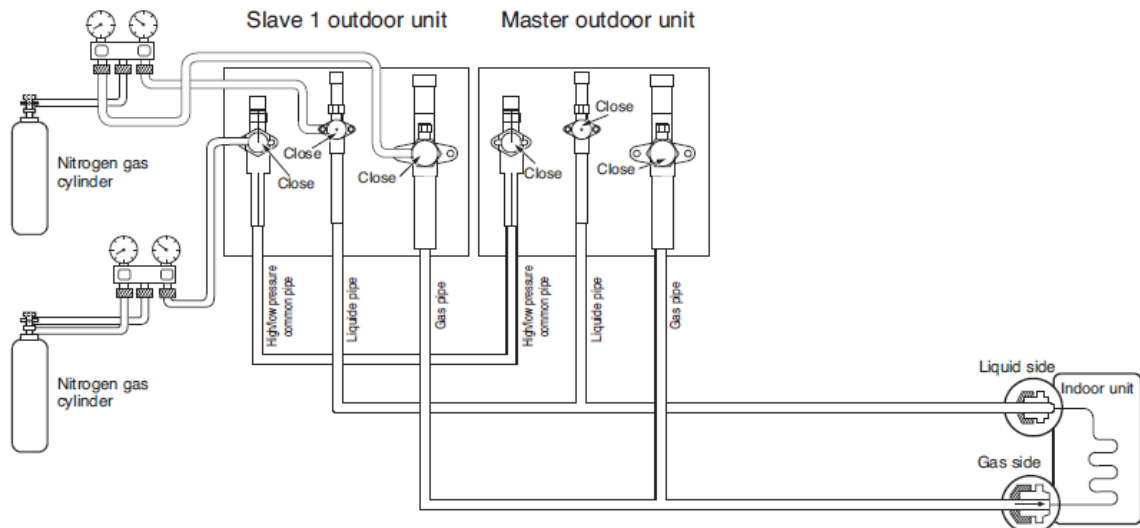 Slave 1 outdoor unit
Master outdoor unit
Close
Close
Close
Close
Close
Close
Nitrogen gas
cylinder
High/low pressure
common pipe
Liquide pipe
Gas pipe
High/low pressure
common pipe
Liquide pipe
Gas pipe
Nitrogen gas
cylinder
Liquid side
Indoor unit
Gas side